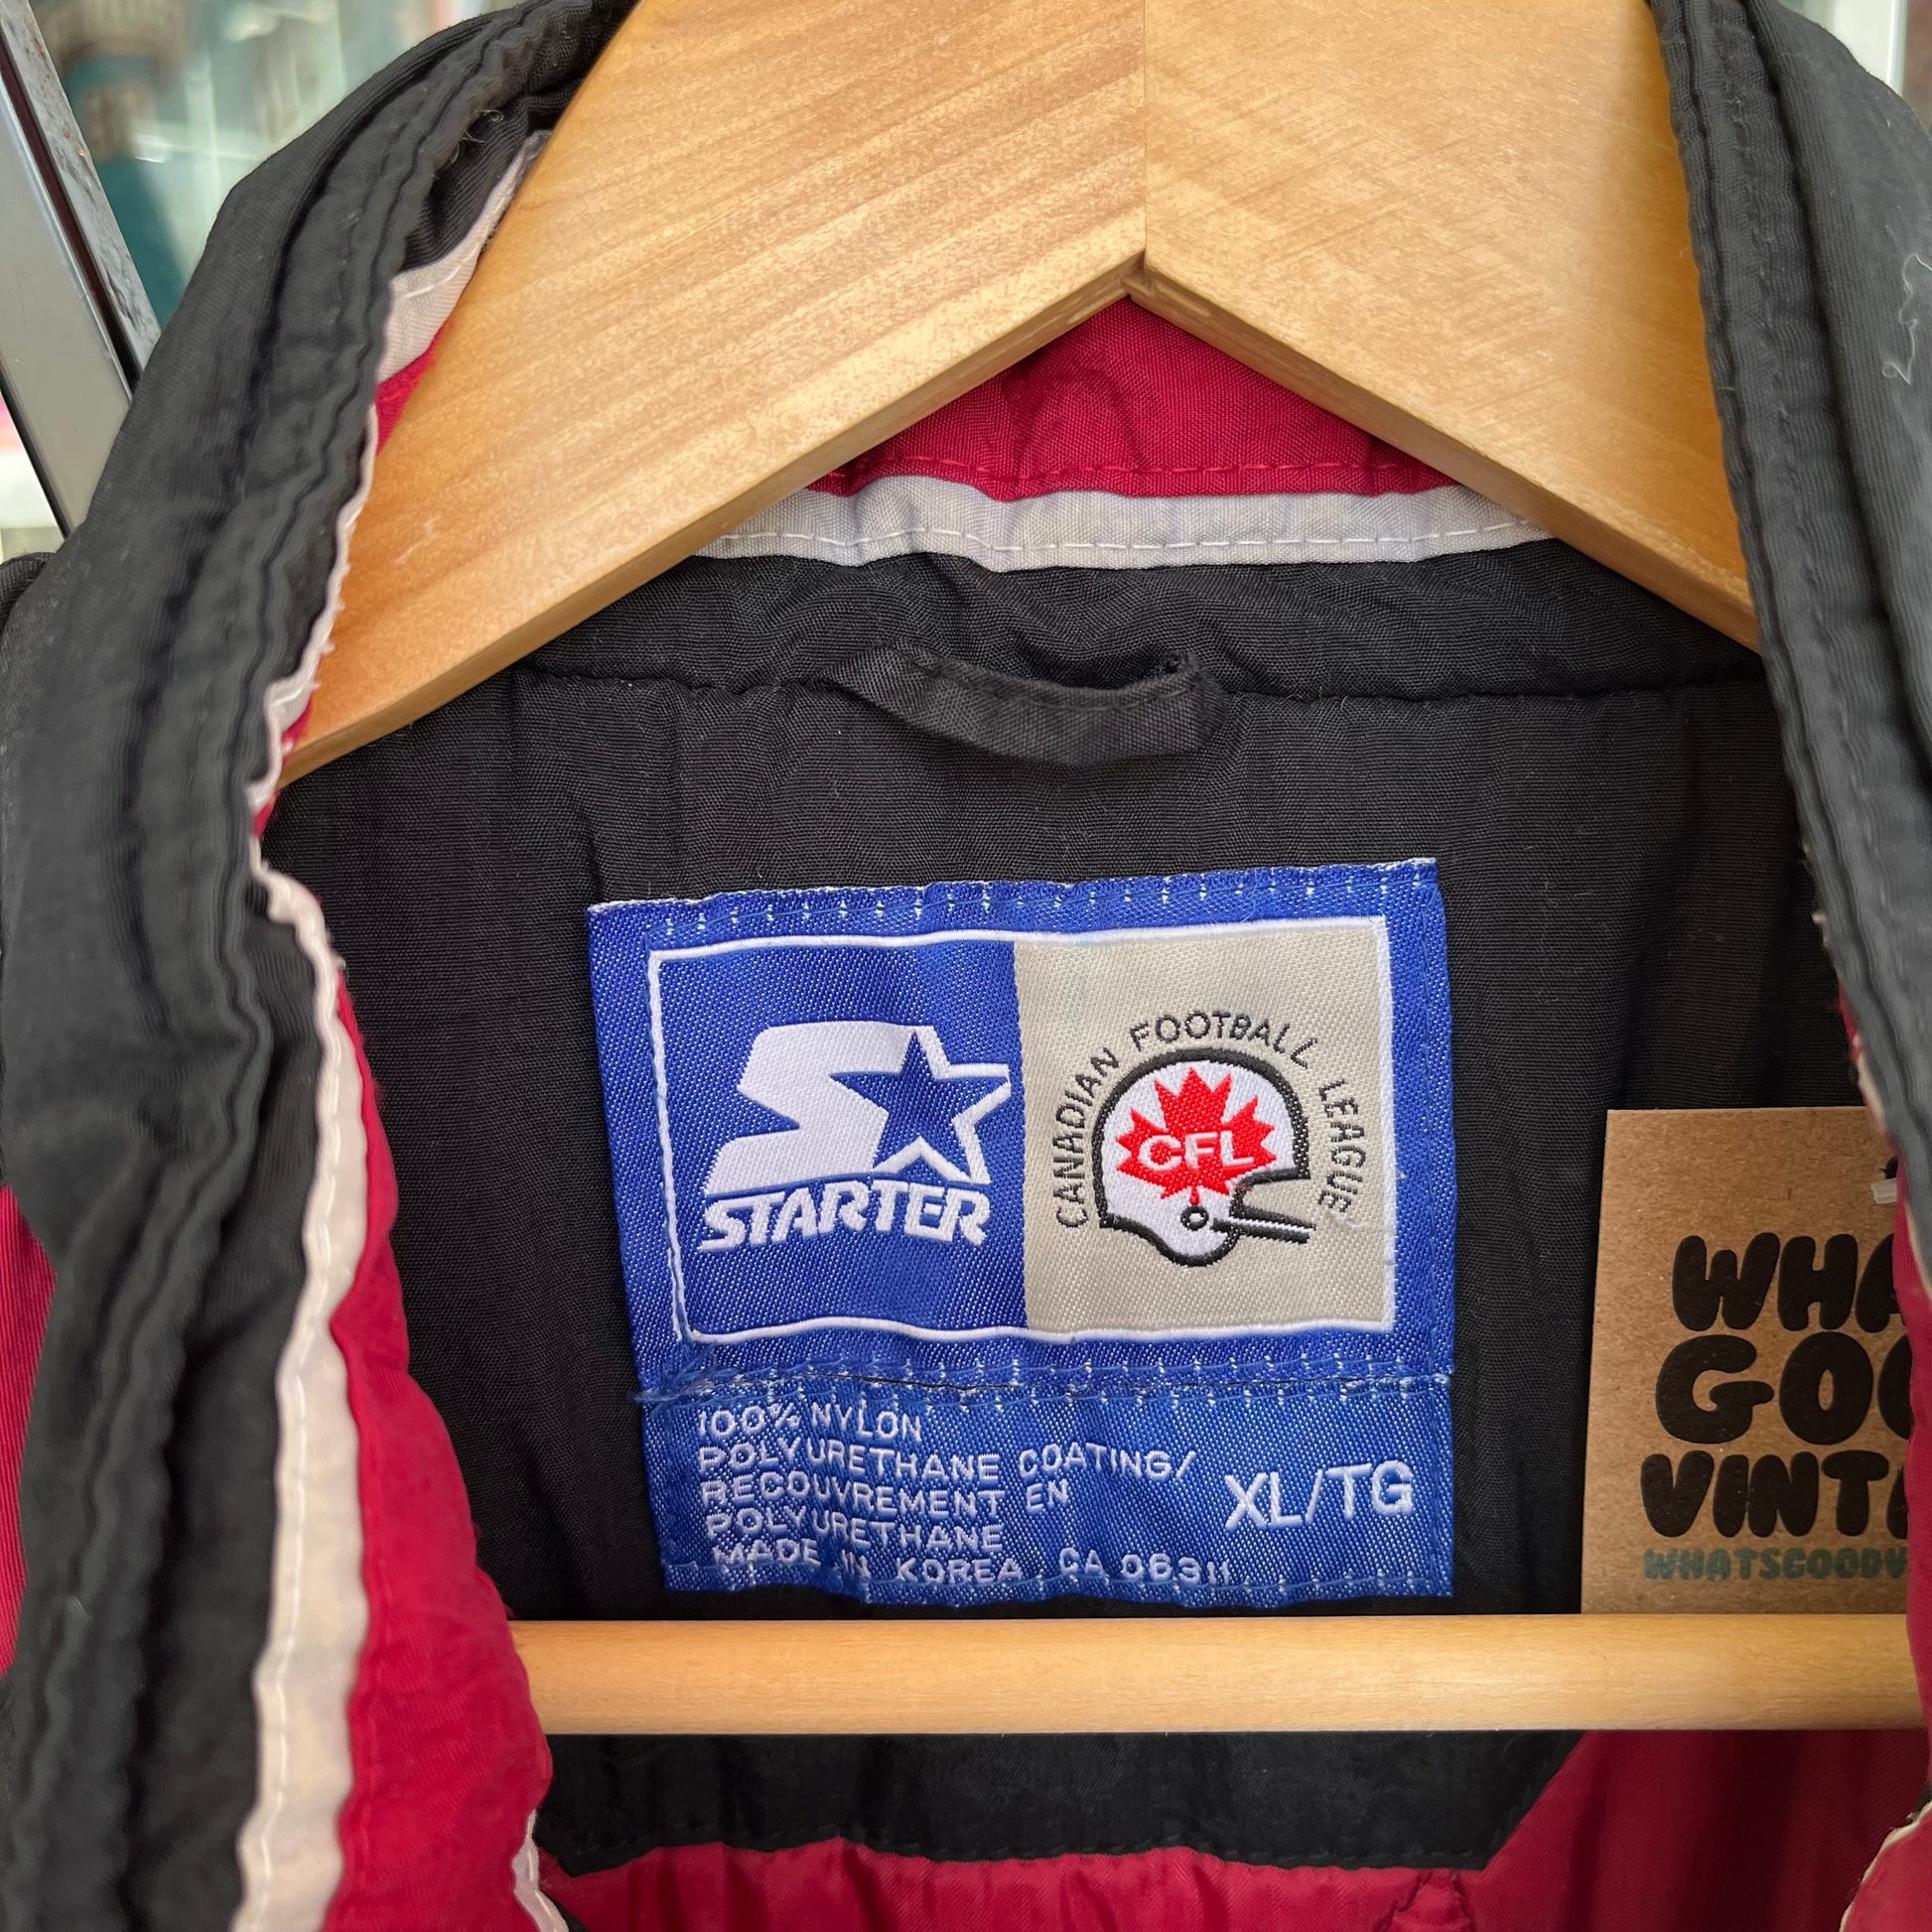 STARTER
CANADIAN FOOTBALL LEAGUE
CFL
100% NYLON
POLYURETHANE COATING/
RECOUVREMENT EN
POLYURETHANE
MADE IN KOREA CA 06311
XL/TG
WHA
GOO
VINT
WHATSGOODV